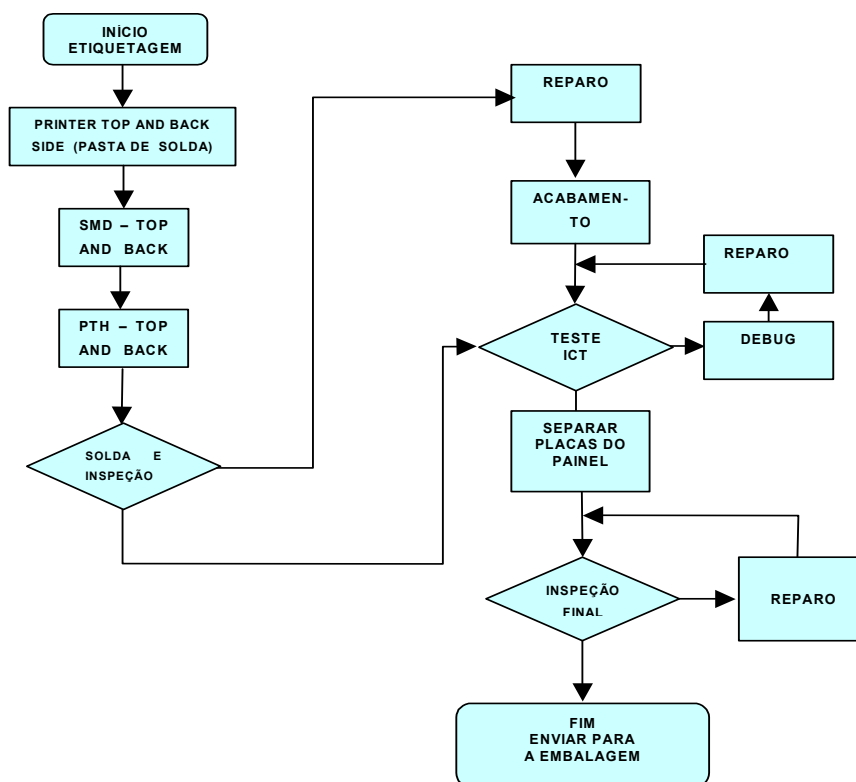 INÍCIO
ETIQUETAGEM
PRINTER TOP AND BACK
SIDE (PASTA DE SOLDA)
SMD – TOP
AND BACK
PTH – TOP
AND BACK
SOLDA E
INSPEÇÃO
REPARO
ACABAMEN-
TO
REPARO
DEBUG
TESTE
ICT
SEPARAR
PLACAS DO
PAINEL
INSPEÇÃO
FINAL
REPARO
FIM
ENVIAR PARA
A EMBALAGEM